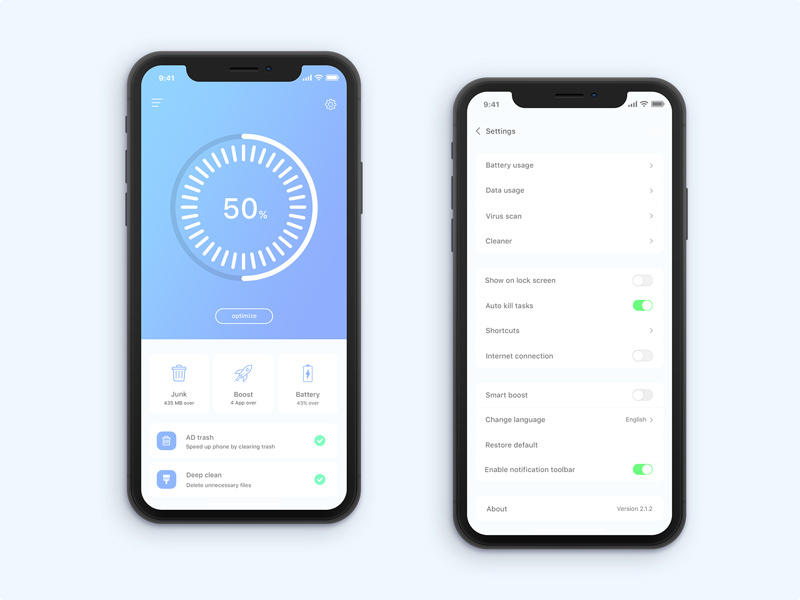 9:41
50%
optimize
Junk
435 MB over
Boost
4 App over
Battery
43% over
AD trash
Speed up phone by clearing trash
Deep clean
Delete unnecessary files
9:41
Settings
Battery usage
Data usage
Virus scan
Cleaner
Show on lock screen
Auto kill tasks
Shortcuts
Internet connection
Smart boost
Change language English
Restore default
Enable notification toolbar
About Version 2.1.2